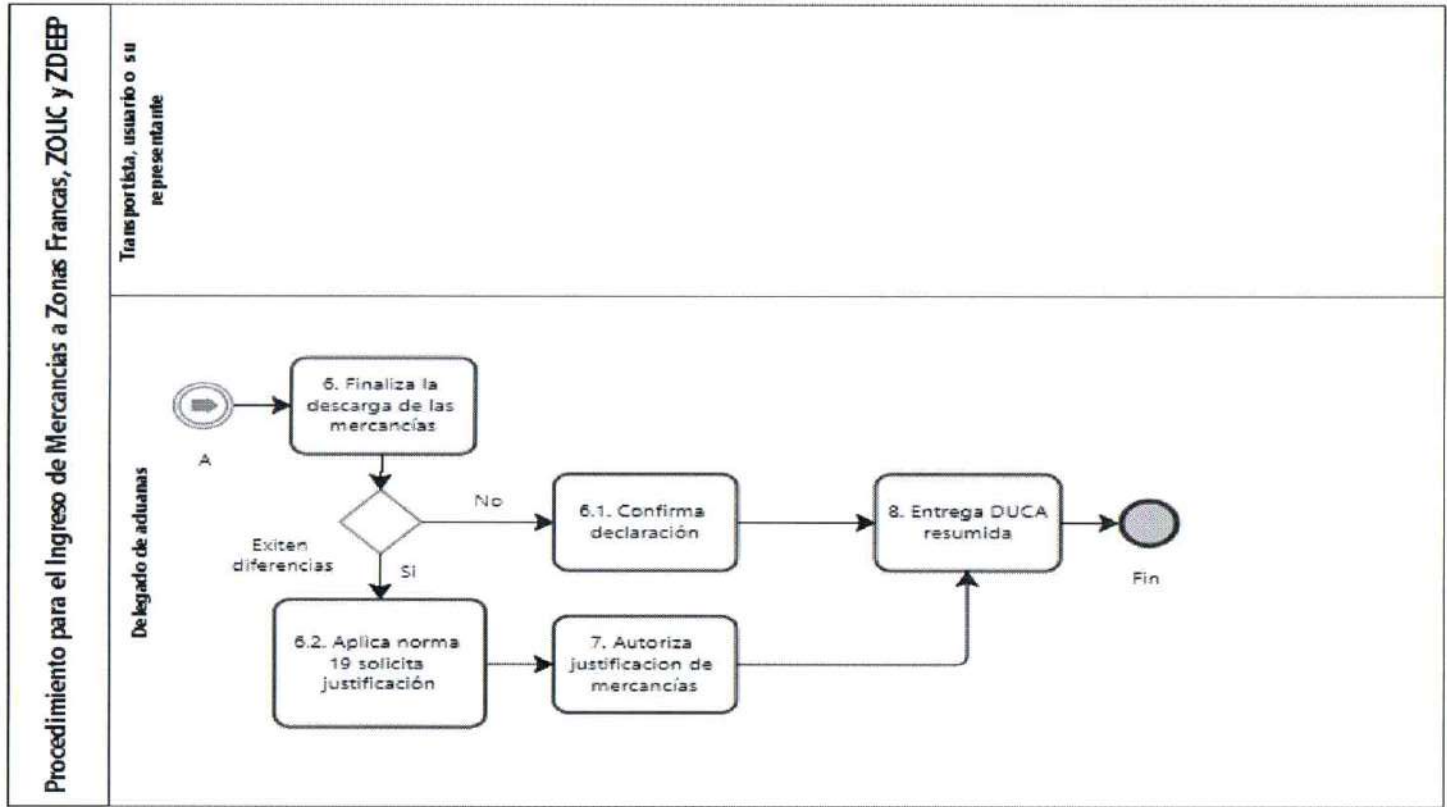 Procedimiento para el Ingreso de Mercancias a Zonas Francas, ZOLIC y ZDEEP
Transportista, usuario o su
representante
Delegado de aduanas
A
6. Finaliza la
descarga de las
mercancías
Exiten
diferencias
No
Si
6.1. Confirma
declaración
8. Entrega DUCA
resumida
Fin
6.2. Aplica norma
19 solicita
justificación
7. Autoriza
justificacion de
mercancías